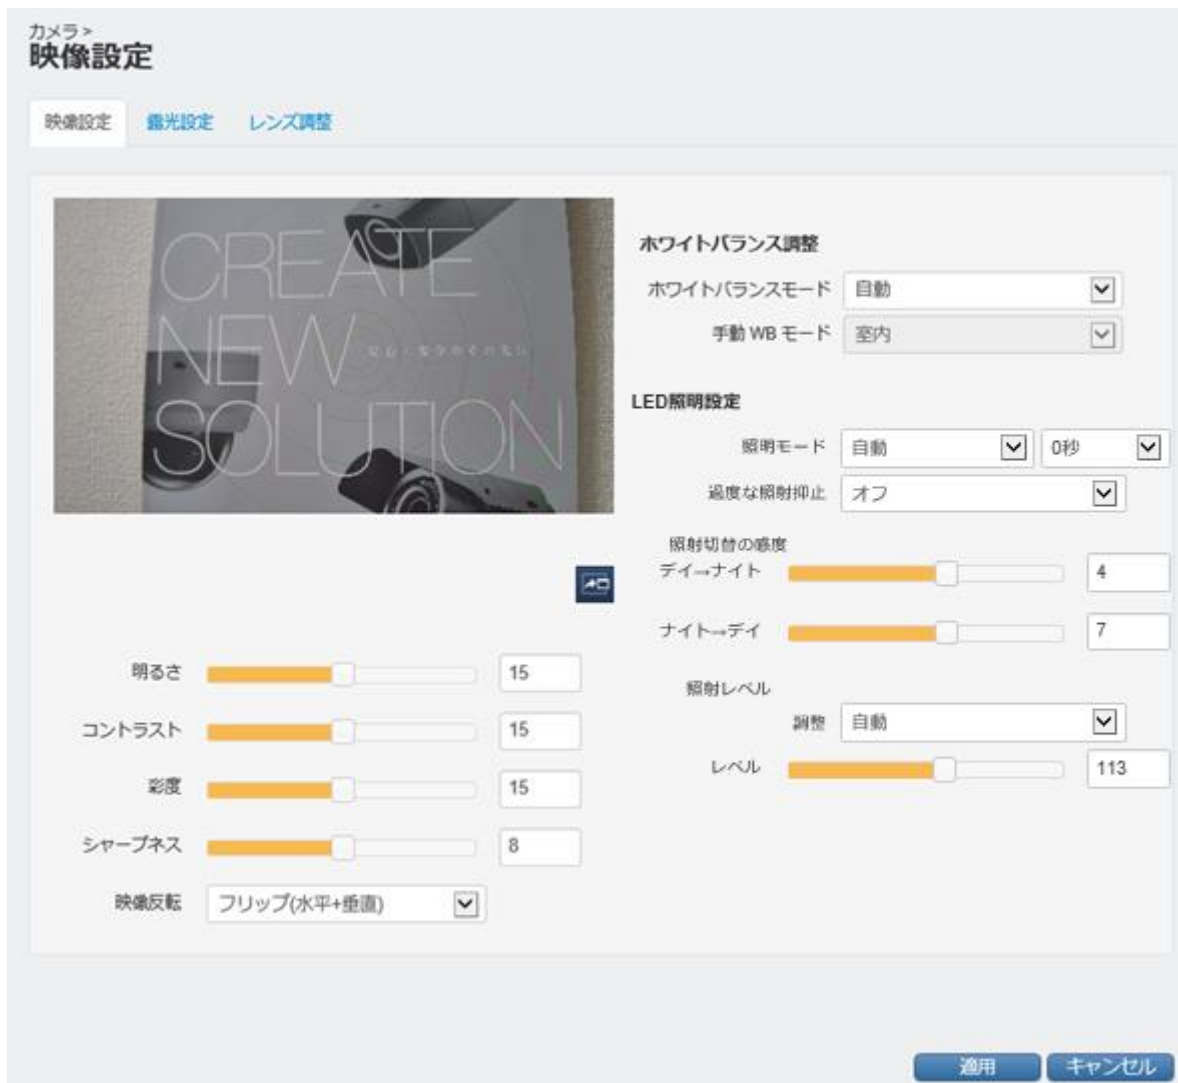 カメラ>
映像設定
映像設定 露光設定 レンズ調整
CREATE
NEW
SOLUTION
明るさ 15
コントラスト 15
彩度 15
シャープネス 8
映像反転 フリップ(水平+垂直)
ホワイトバランス調整
ホワイトバランスモード 自動
手動 WB モード 室内
LED照明設定
照明モード 自動 0秒
過度な照射抑止 オフ
照射切替の感度
デイ→ナイト 4
ナイト→デイ 7
照射レベル
調整 自動
レベル 113
適用 キャンセル